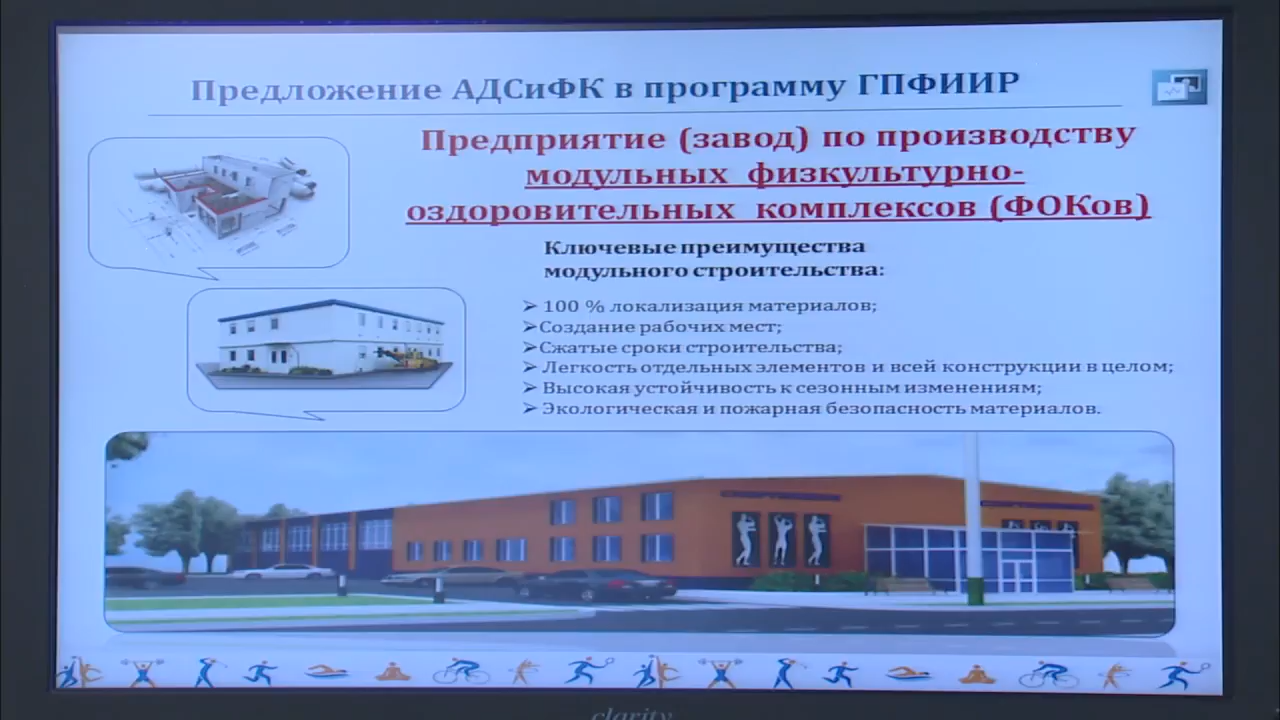 Предложение АДСиФК в программу ГПФИИР
Предприятие (завод) по производству
модульных физкультурно-
оздоровительных комплексов (ФОКов)
Ключевые преимущества
модульного строительства:
➢ 100 % локализация материалов;
➢ Создание рабочих мест;
➢ Сжатые сроки строительства;
➢ Легкость отдельных элементов и всей конструкции в целом;
➢ Высокая устойчивость к сезонным изменениям;
➢ Экологическая и пожарная безопасность материалов.
clarity